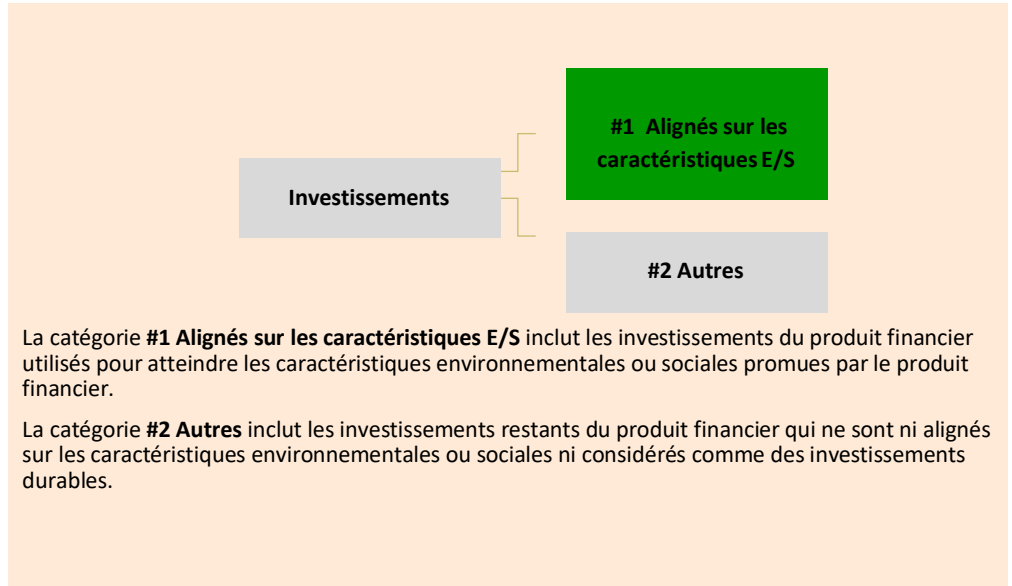 #1 Alignés sur les
caractéristiques E/S
Investissements
#2 Autres
La catégorie #1 Alignés sur les caractéristiques E/S inclut les investissements du produit financier
utilisés pour atteindre les caractéristiques environnementales ou sociales promues par le produit
financier.
La catégorie #2 Autres inclut les investissements restants du produit financier qui ne sont ni alignés
sur les caractéristiques environnementales ou sociales ni considérés comme des investissements
durables.